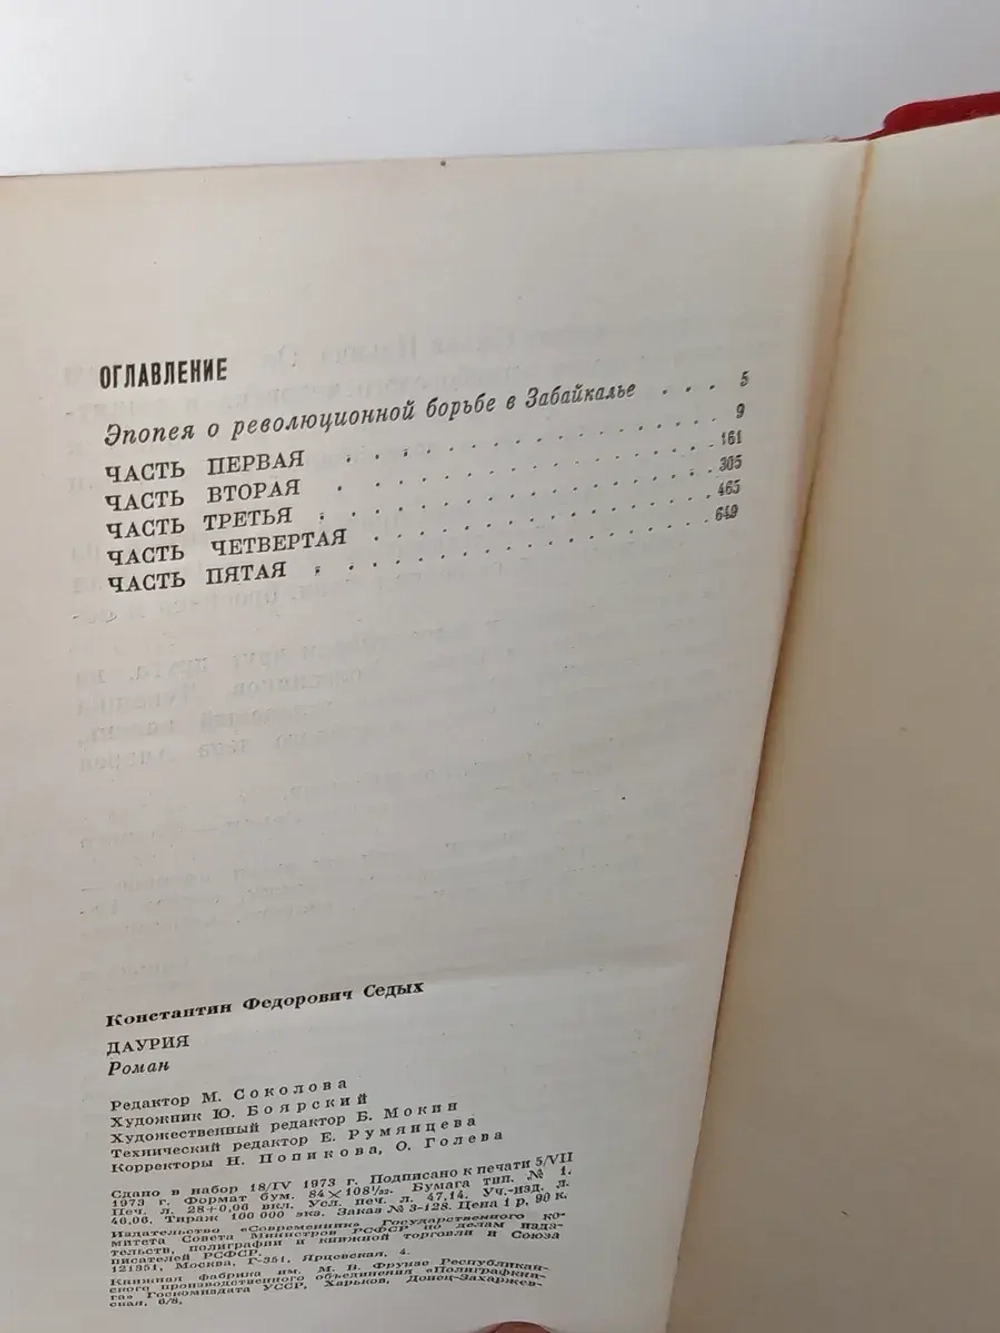 ОГЛАВЛЕНИЕ
Эпопея о революционной борьбе в Забайкалье . . . 5
ЧАСТЬ ПЕРВАЯ . . . . . . . . . . . . . 9
ЧАСТЬ ВТОРАЯ . . . . . . . . . . . . . 161
ЧАСТЬ ТРЕТЬЯ . . . . . . . . . . . . . 305
ЧАСТЬ ЧЕТВЕРТАЯ . . . . . . . . . . . . 465
ЧАСТЬ ПЯТАЯ . . . . . . . . . . . . . 649
Константин Федорович Седых
ДАУРИЯ
Роман
Редактор М. Соколова
Художник Ю. Боярский
Художественный редактор Б. Мокин
Технический редактор Е. Румянцева
Корректоры Н. Попикова, О. Голева
Сдано в набор 18/IV 1973 г. Подписано к печати 5/VII
1973 г. Формат бум. 84×108 1/32. Бумага тип. № 1.
Печ. л. 28+0,06 вкл. Усл. печ. л. 47,14. Уч.-изд. л.
40,06. Тираж 100 000 экз. Заказ № 3-128. Цена 1 р. 90 к.
Издательство «Современник» Государственного ко-
митета Совета Министров РСФСР по делам изда-
тельств, полиграфии и книжной торговли и Союза
писателей РСФСР.
121351, Москва, Г-351, Ярцевская, 4.
Книжная фабрика им. М. В. Фрунзе Республикан-
ского производственного объединения «Полиграфкни-
га» Госкомиздата УССР, Харьков, Донец-Захаржев-
ская, 6/8.